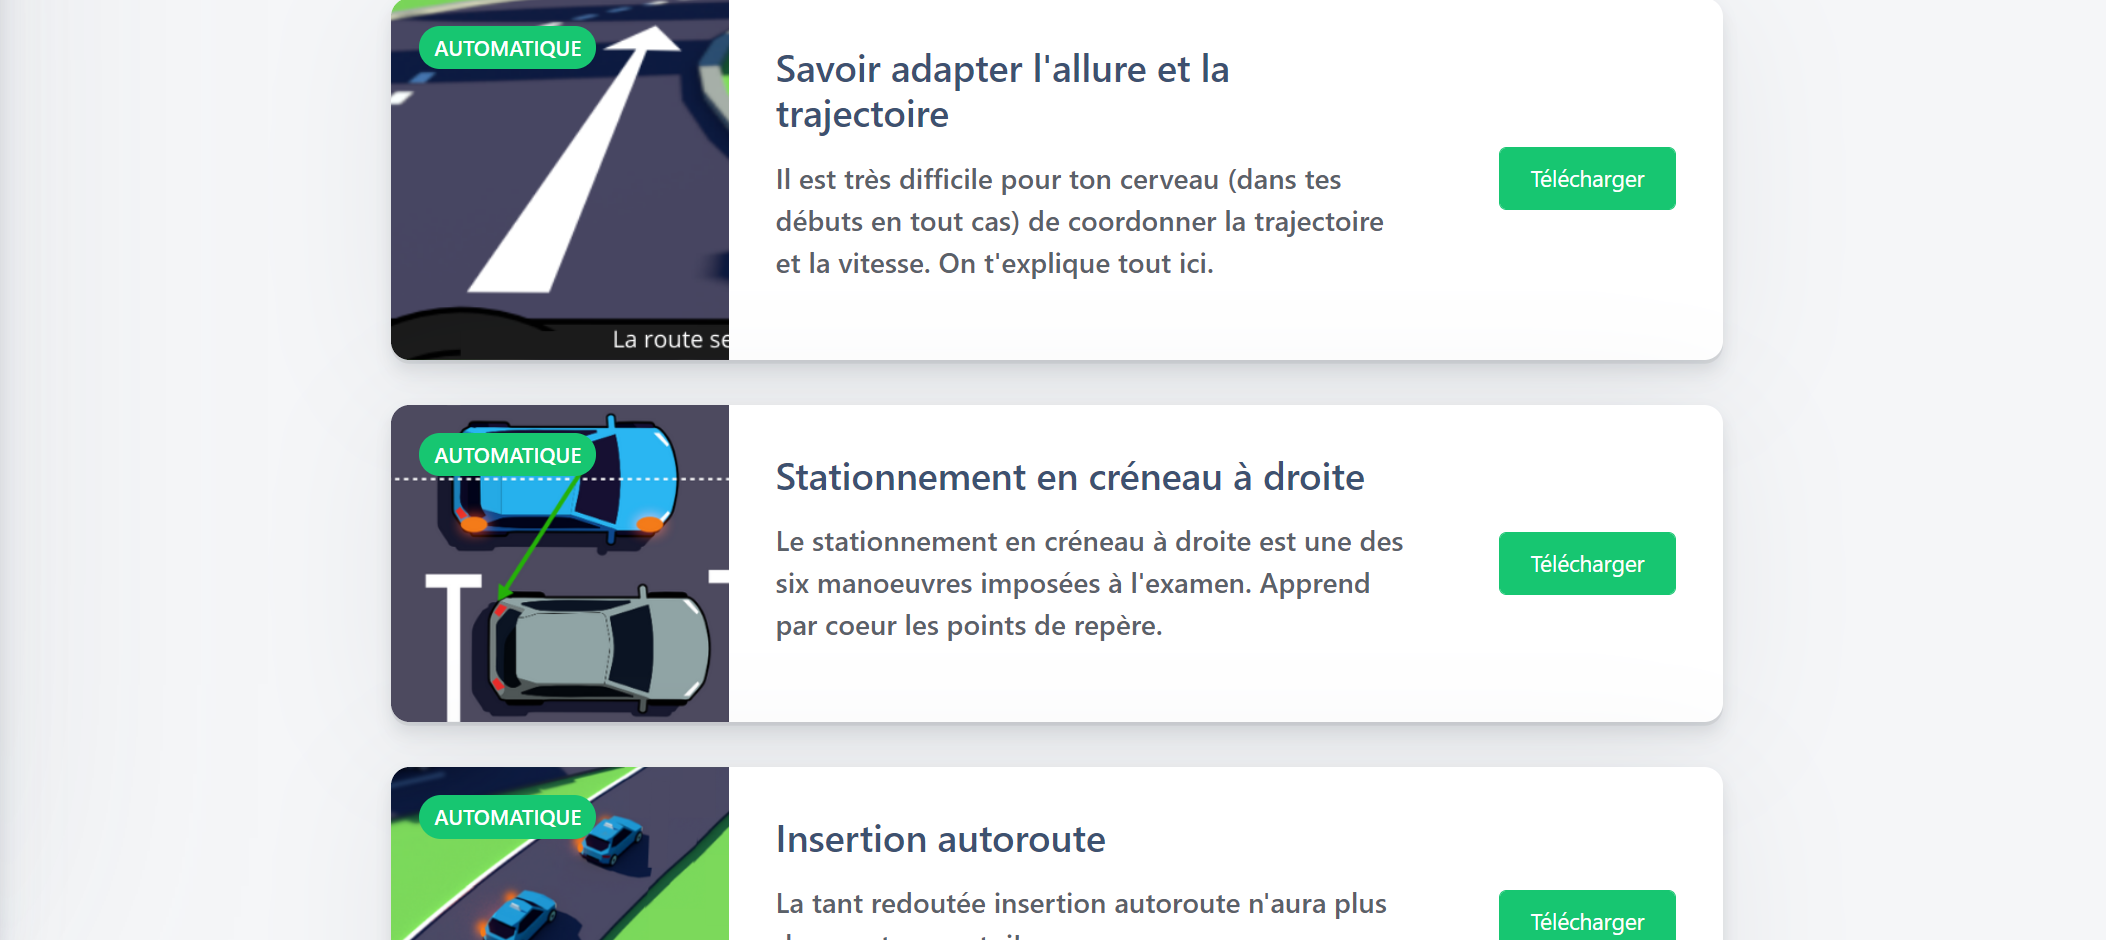 AUTOMATIQUE
Savoir adapter l'allure et la
trajectoire
Il est très difficile pour ton cerveau (dans tes
débuts en tout cas) de coordonner la trajectoire
et la vitesse. On t'explique tout ici.
Télécharger
La route se
AUTOMATIQUE
Stationnement en créneau à droite
Le stationnement en créneau à droite est une des
six manoeuvres imposées à l'examen. Apprend
par coeur les points de repère.
Télécharger
AUTOMATIQUE
Insertion autoroute
La tant redoutée insertion autoroute n'aura plus
Télécharger